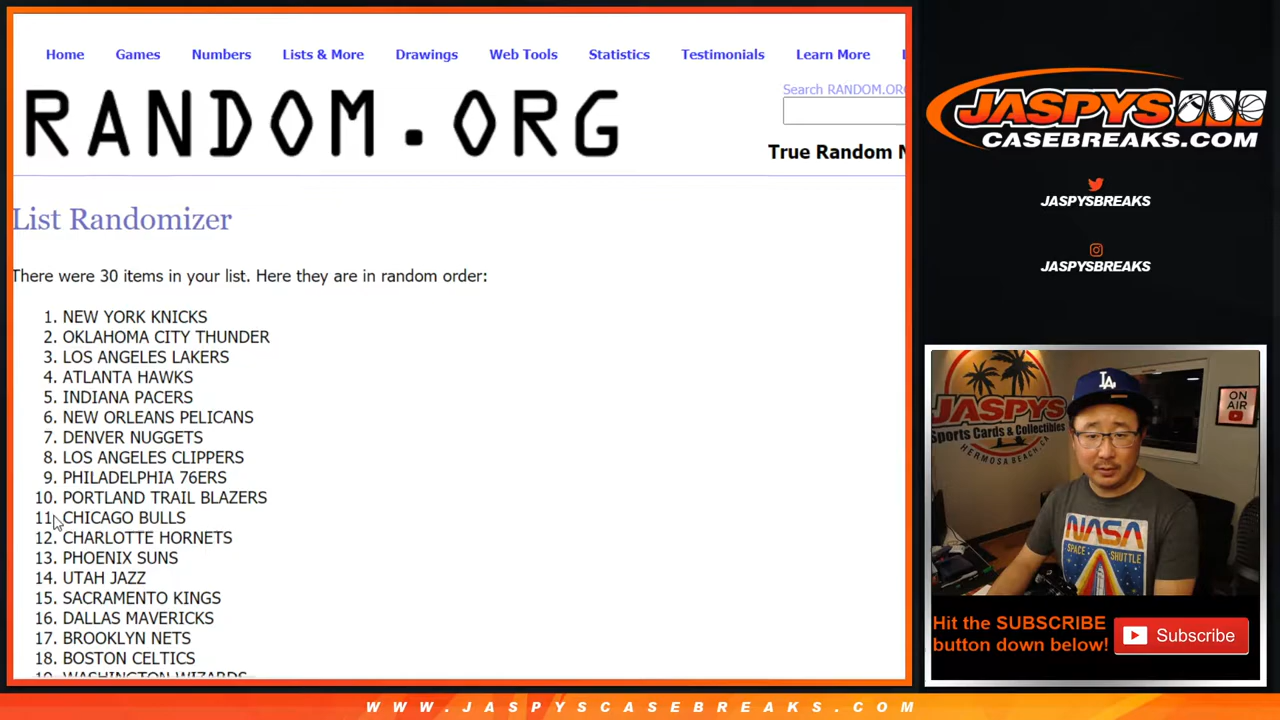 Home Games Numbers Lists & More Drawings Web Tools Statistics Testimonials Learn More
RANDOM.ORG
Search RANDOM.OR
True Random
List Randomizer
There were 30 items in your list. Here they are in random order:
1. NEW YORK KNICKS
2. OKLAHOMA CITY THUNDER
3. LOS ANGELES LAKERS
4. ATLANTA HAWKS
5. INDIANA PACERS
6. NEW ORLEANS PELICANS
7. DENVER NUGGETS
8. LOS ANGELES CLIPPERS
9. PHILADELPHIA 76ERS
10. PORTLAND TRAIL BLAZERS
11. CHICAGO BULLS
12. CHARLOTTE HORNETS
13. PHOENIX SUNS
14. UTAH JAZZ
15. SACRAMENTO KINGS
16. DALLAS MAVERICKS
17. BROOKLYN NETS
18. BOSTON CELTICS
19. WASHINGTON WIZARDS
JASPYS
CASEBREAKS.COM
JASPYSBREAKS
JASPYSBREAKS
JASPYS
Sports Cards & Collectibles
HERMOSA BEACH, CA
ON AIR
LA
NASA
SPACE SHUTTLE
Hit the SUBSCRIBE
button down below!
Subscribe
WWW.JASPYSCASEBREAKS.COM